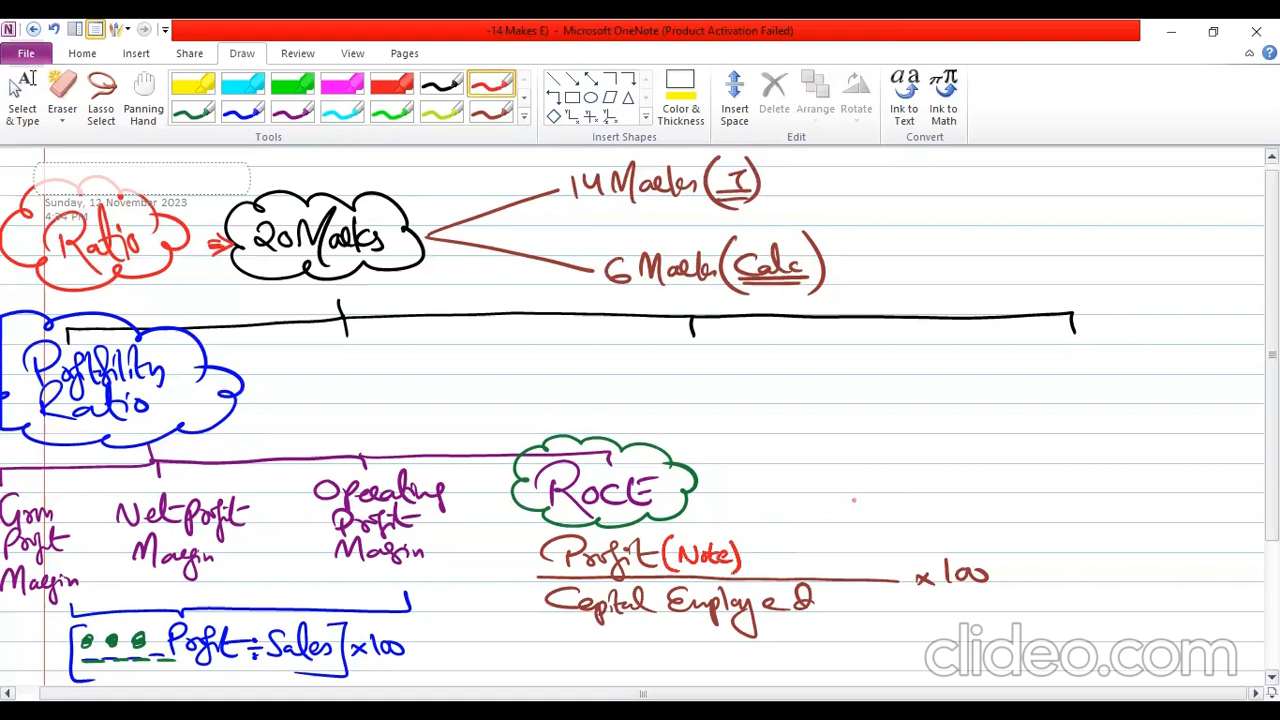 -14 Makes E) - Microsoft OneNote (Product Activation Failed)
File Home Insert Share Draw Review View Pages
Select & Type
Eraser
Lasso Select
Panning Hand
Color & Thickness
Insert Space
Delete
Arrange
Rotate
Ink to Text
Ink to Math
Tools
Insert Shapes
Edit
Convert
14 Marks (I)
Sunday, 12 November 2023
Ratio
20 Marks
6 Marks (Calc)
Ratio
ROCE
Net profit Margin
Operating Profit Margin
Profit Margin
Profit (Note)
Capital Employed
× 100
[ Profit ÷ Sales ] × 100
clideo.com